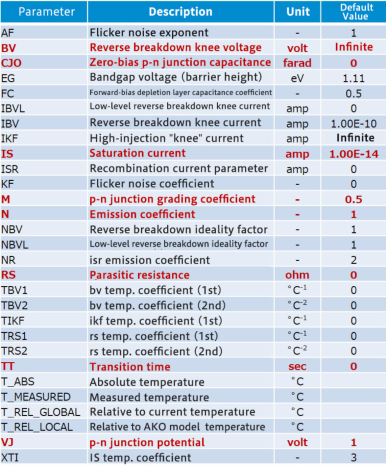 Parameter Description Unit Default Value
AF Flicker noise exponent - 1
BV Reverse breakdown knee voltage volt Infinite
CJO Zero-bias p-n junction capacitance farad 0
EG Bandgap voltage (barrier height) eV 1.11
FC Forward-bias depletion layer capacitance coefficient - 0.5
IBVL Low-level reverse breakdown knee current amp 0
IBV Reverse breakdown knee current amp 1.00E-10
IKF High-injection "knee" current amp Infinite
IS Saturation current amp 1.00E-14
ISR Recombination current parameter amp 0
KF Flicker noise coefficient - 0
M p-n junction grading coefficient - 0.5
N Emission coefficient - 1
NBV Reverse breakdown ideality factor - 1
NBVL Low-level reverse breakdown ideality factor - 1
NR isr emission coefficient - 2
RS Parasitic resistance ohm 0
TBV1 bv temp. coefficient (1st) °C-1 0
TBV2 bv temp. coefficient (2nd) °C-2 0
TIKF ikf temp. coefficient (1st) °C-1 0
TRS1 rs temp. coefficient (1st) °C-1 0
TRS2 rs temp. coefficient (2nd) °C-2 0
TT Transition time sec 0
T_ABS Absolute temperature °C
T_MEASURED Measured temperature °C
T_REL_GLOBAL Relative to current temperature °C
T_REL_LOCAL Relative to AKO model temperature °C
VJ p-n junction potential volt 1
XTI IS temp. coefficient - 3